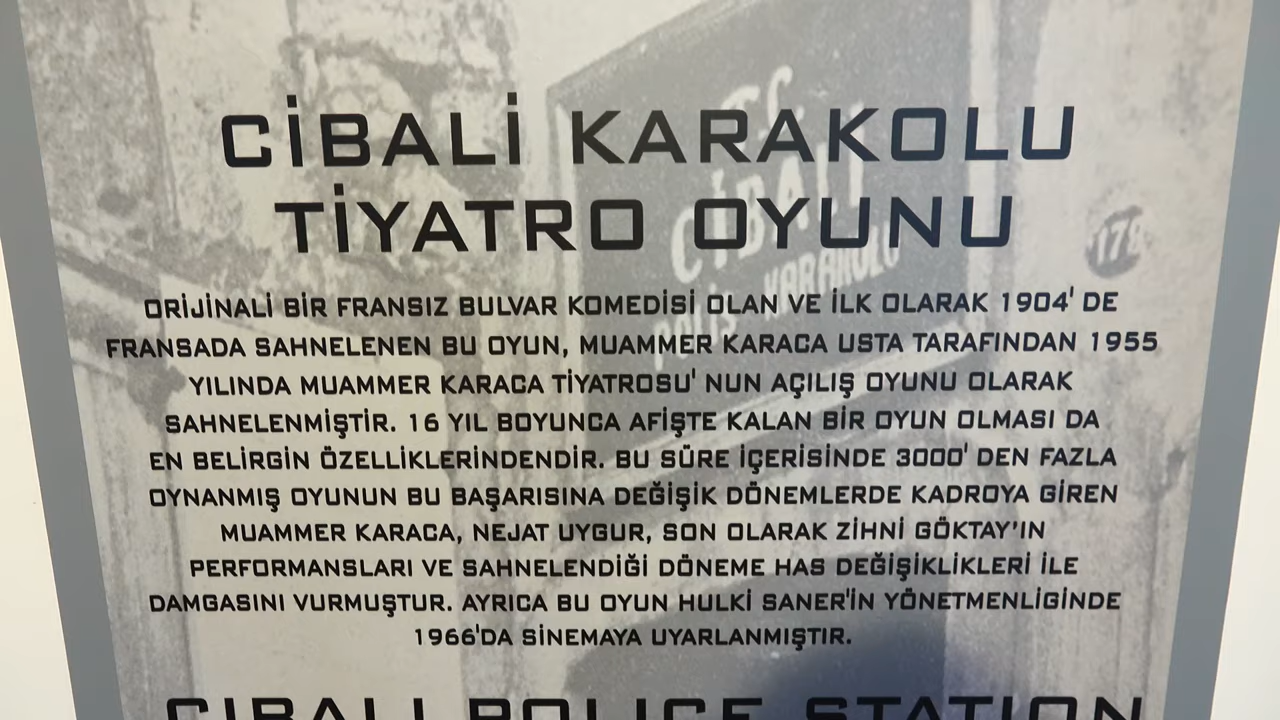 CİBALİ KARAKOLU
TİYATRO OYUNU
ORİJİNALİ BİR FRANSIZ BULVAR KOMEDİSİ OLAN VE İLK OLARAK 1904' DE
FRANSADA SAHNELENEN BU OYUN, MUAMMER KARACA USTA TARAFINDAN 1955
YILINDA MUAMMER KARACA TİYATROSU' NUN AÇILIŞ OYUNU OLARAK
SAHNELENMİŞTİR. 16 YIL BOYUNCA AFİŞTE KALAN BİR OYUN OLMASI DA
EN BELİRGİN ÖZELLİKLERİNDENDİR. BU SÜRE İÇERİSİNDE 3000' DEN FAZLA
OYNANMIŞ OYUNUN BU BAŞARISINA DEĞİŞİK DÖNEMLERDE KADROYA GİREN
MUAMMER KARACA, NEJAT UYGUR, SON OLARAK ZİHNİ GÖKTAY'IN
PERFORMANSLARI VE SAHNELENDİĞİ DÖNEME HAS DEĞİŞİKLİKLERİ İLE
DAMGASINI VURMUŞTUR. AYRICA BU OYUN HULKİ SANER'İN YÖNETMENLİGİNDE
1966'DA SİNEMAYA UYARLANMIŞTIR.
CIBALI POLICE STATION
T.C.
CİBALİ
POLİS KARAKOLU
178